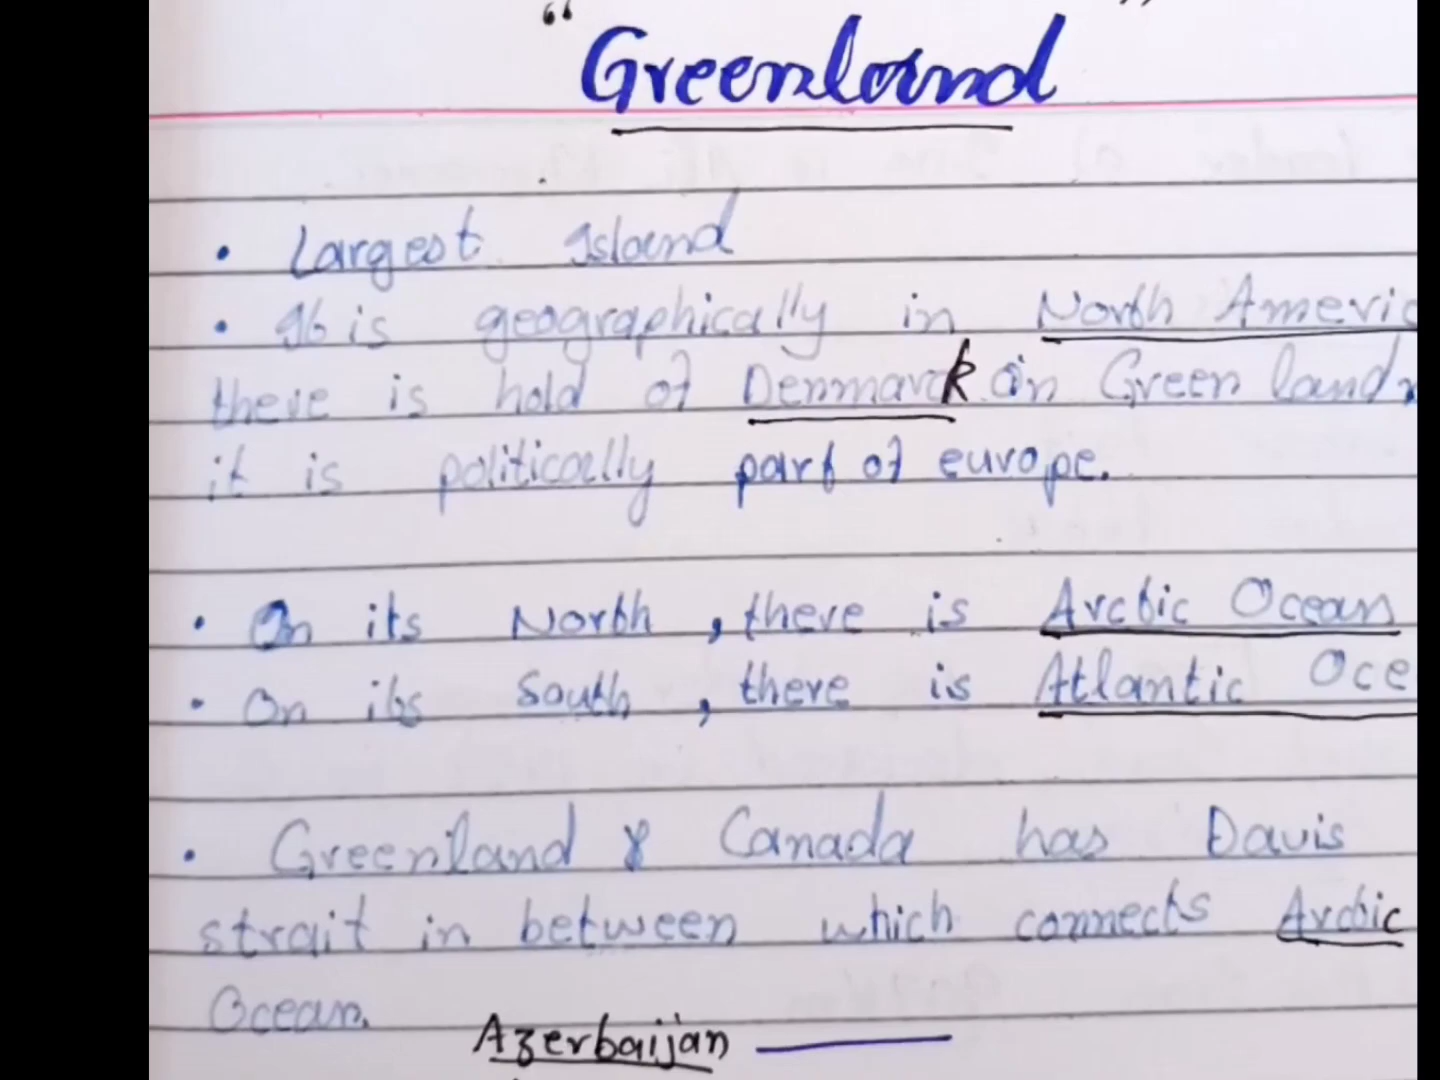 “ Greenland ”
• Largest Island
• It is geographically in North Americ
there is hold of Denmark in Green land,
it is politically part of europe.
• On its North, there is Arctic Ocean
• On its South, there is Atlantic Oce
• Greenland & Canada has Davis
strait in between which connects Arctic
Ocean.
Azerbaijan —